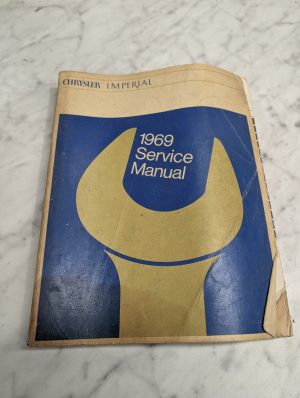 CHRYSLER IMPERIAL
1969
Service
Manual